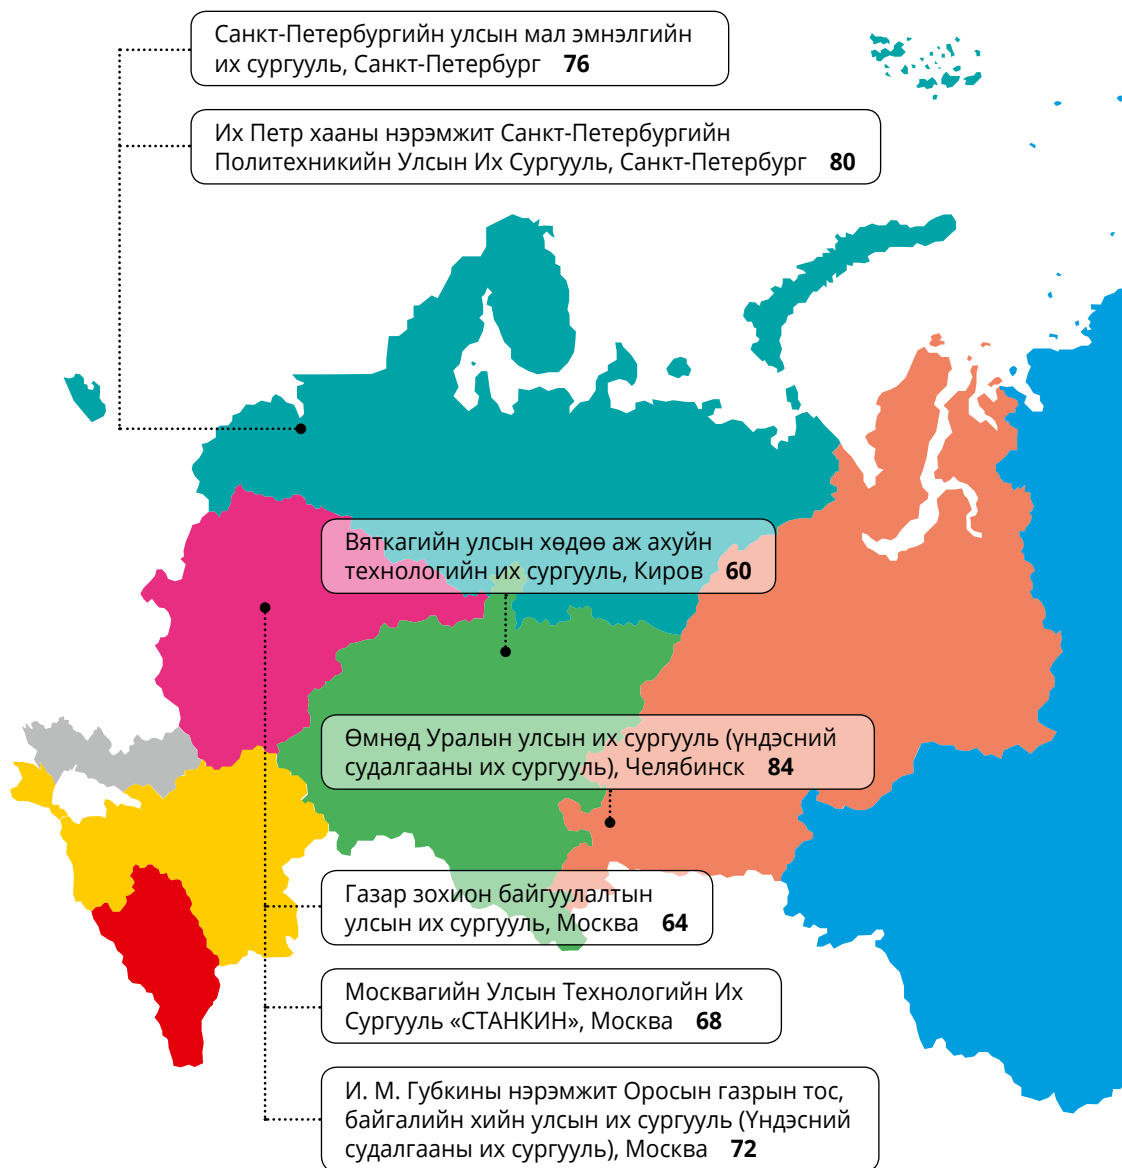 Санкт-Петербургийн улсын мал эмнэлгийн
их сургууль, Санкт-Петербург 76
Их Петр хааны нэрэмжит Санкт-Петербургийн
Политехникийн Улсын Их Сургууль, Санкт-Петербург 80
Вяткагийн улсын хөдөө аж ахуйн
технологийн их сургууль, Киров 60
Өмнөд Уралын улсын их сургууль (үндэсний
судалгааны их сургууль), Челябинск 84
Газар зохион байгуулалтын
улсын их сургууль, Москва 64
Москвагийн Улсын Технологийн Их
Сургууль «СТАНКИН», Москва 68
И. М. Губкины нэрэмжит Оросын газрын тос,
байгалийн хийн улсын их сургууль (Үндэсний
судалгааны их сургууль), Москва 72